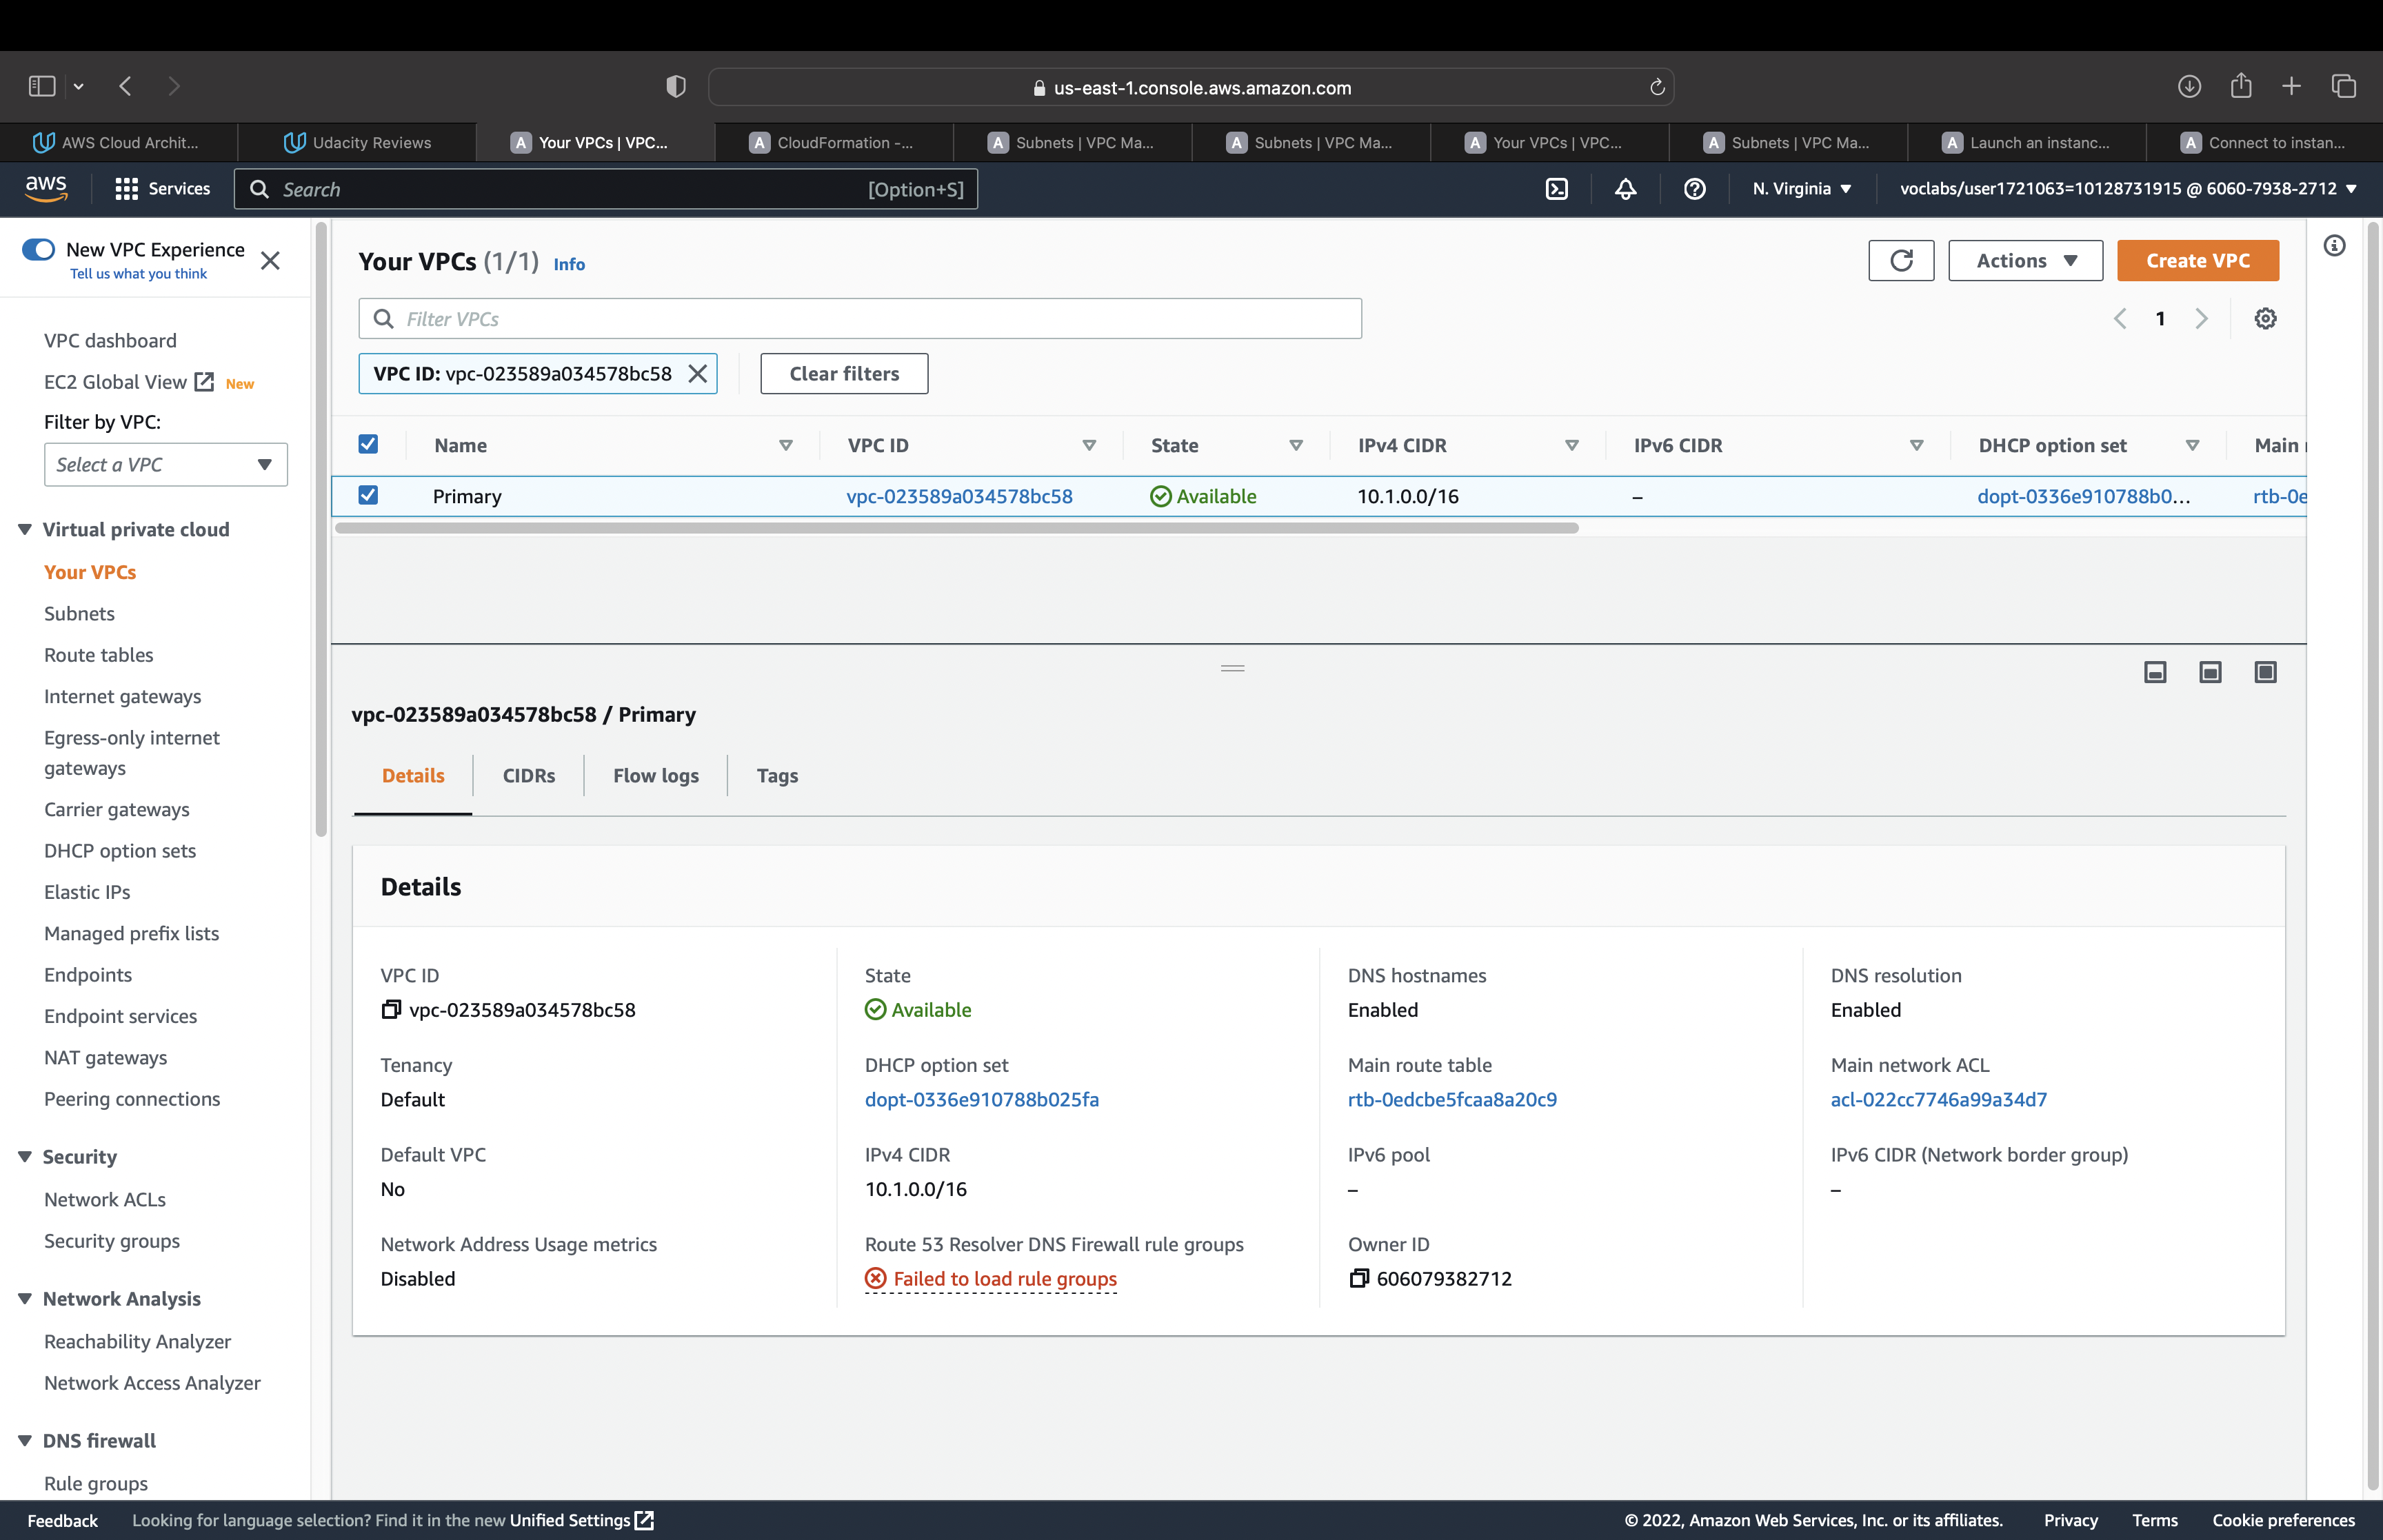 us-east-1.console.aws.amazon.com
AWS Cloud Archit...
Udacity Reviews
A Your VPCs | VPC...
A CloudFormation -...
A Subnets | VPC Ma...
A Subnets | VPC Ma...
A Your VPCs | VPC...
A Subnets | VPC Ma...
A Launch an instanc...
A Connect to instan...
aws
Services
Search [Option+S]
N. Virginia
voclabs/user1721063=10128731915 @ 6060-7938-2712
New VPC Experience
Tell us what you think
VPC dashboard
EC2 Global View New
Filter by VPC:
Select a VPC
Virtual private cloud
Your VPCs
Subnets
Route tables
Internet gateways
Egress-only internet
gateways
Carrier gateways
DHCP option sets
Elastic IPs
Managed prefix lists
Endpoints
Endpoint services
NAT gateways
Peering connections
Security
Network ACLs
Security groups
Network Analysis
Reachability Analyzer
Network Access Analyzer
DNS firewall
Rule groups
Your VPCs (1/1) Info
Actions
Create VPC
Filter VPCs
1
VPC ID: vpc-023589a034578bc58
Clear filters
Name VPC ID State IPv4 CIDR IPv6 CIDR DHCP option set Main
Primary vpc-023589a034578bc58 Available 10.1.0.0/16 – dopt-0336e910788b0... rtb-0e
vpc-023589a034578bc58 / Primary
Details CIDRs Flow logs Tags
Details
VPC ID
vpc-023589a034578bc58
State
Available
DNS hostnames
Enabled
DNS resolution
Enabled
Tenancy
Default
DHCP option set
dopt-0336e910788b025fa
Main route table
rtb-0edcbe5fcaa8a20c9
Main network ACL
acl-022cc7746a99a34d7
Default VPC
No
IPv4 CIDR
10.1.0.0/16
IPv6 pool
–
IPv6 CIDR (Network border group)
–
Network Address Usage metrics
Disabled
Route 53 Resolver DNS Firewall rule groups
Failed to load rule groups
Owner ID
606079382712
Feedback
Looking for language selection? Find it in the new Unified Settings
© 2022, Amazon Web Services, Inc. or its affiliates.
Privacy
Terms
Cookie preferences